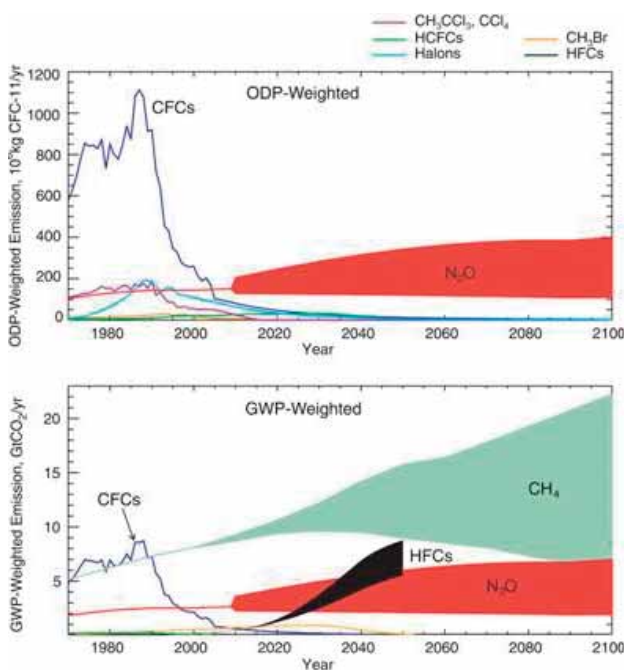 CH₃CCl₃, CCl₄
HCFCs
CH₃Br
Halons
HFCs
ODP-Weighted Emission, 10⁶kg CFC-11/yr
1200
1000
800
600
400
200
0
CFCs
ODP-Weighted
N₂O
1980 2000 2020 2040 2060 2080 2100
Year
GWP-Weighted Emission, GtCO₂/yr
20
15
10
5
GWP-Weighted
CFCs
CH₄
HFCs
N₂O
1980 2000 2020 2040 2060 2080 2100
Year